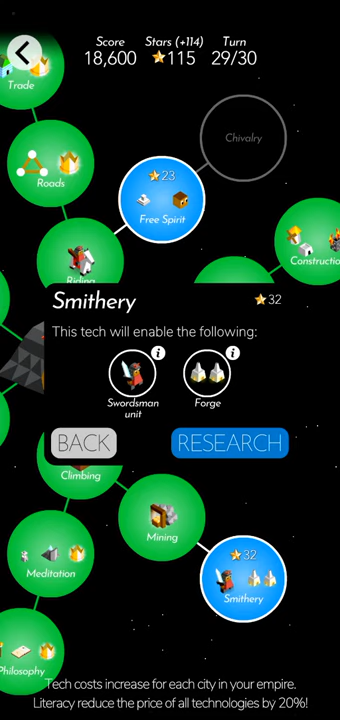 Score
Stars (+114)
Turn
18,600
115
29/30
Trade
Chivalry
Roads
23
Free Spirit
Riding
Smithery
32
This tech will enable the following:
i
i
Swordsman
unit
Forge
BACK
RESEARCH
Climbing
Mining
32
Meditation
Smithery
Philosophy
Tech costs increase for each city in your empire.
Literacy reduce the price of all technologies by 20%!